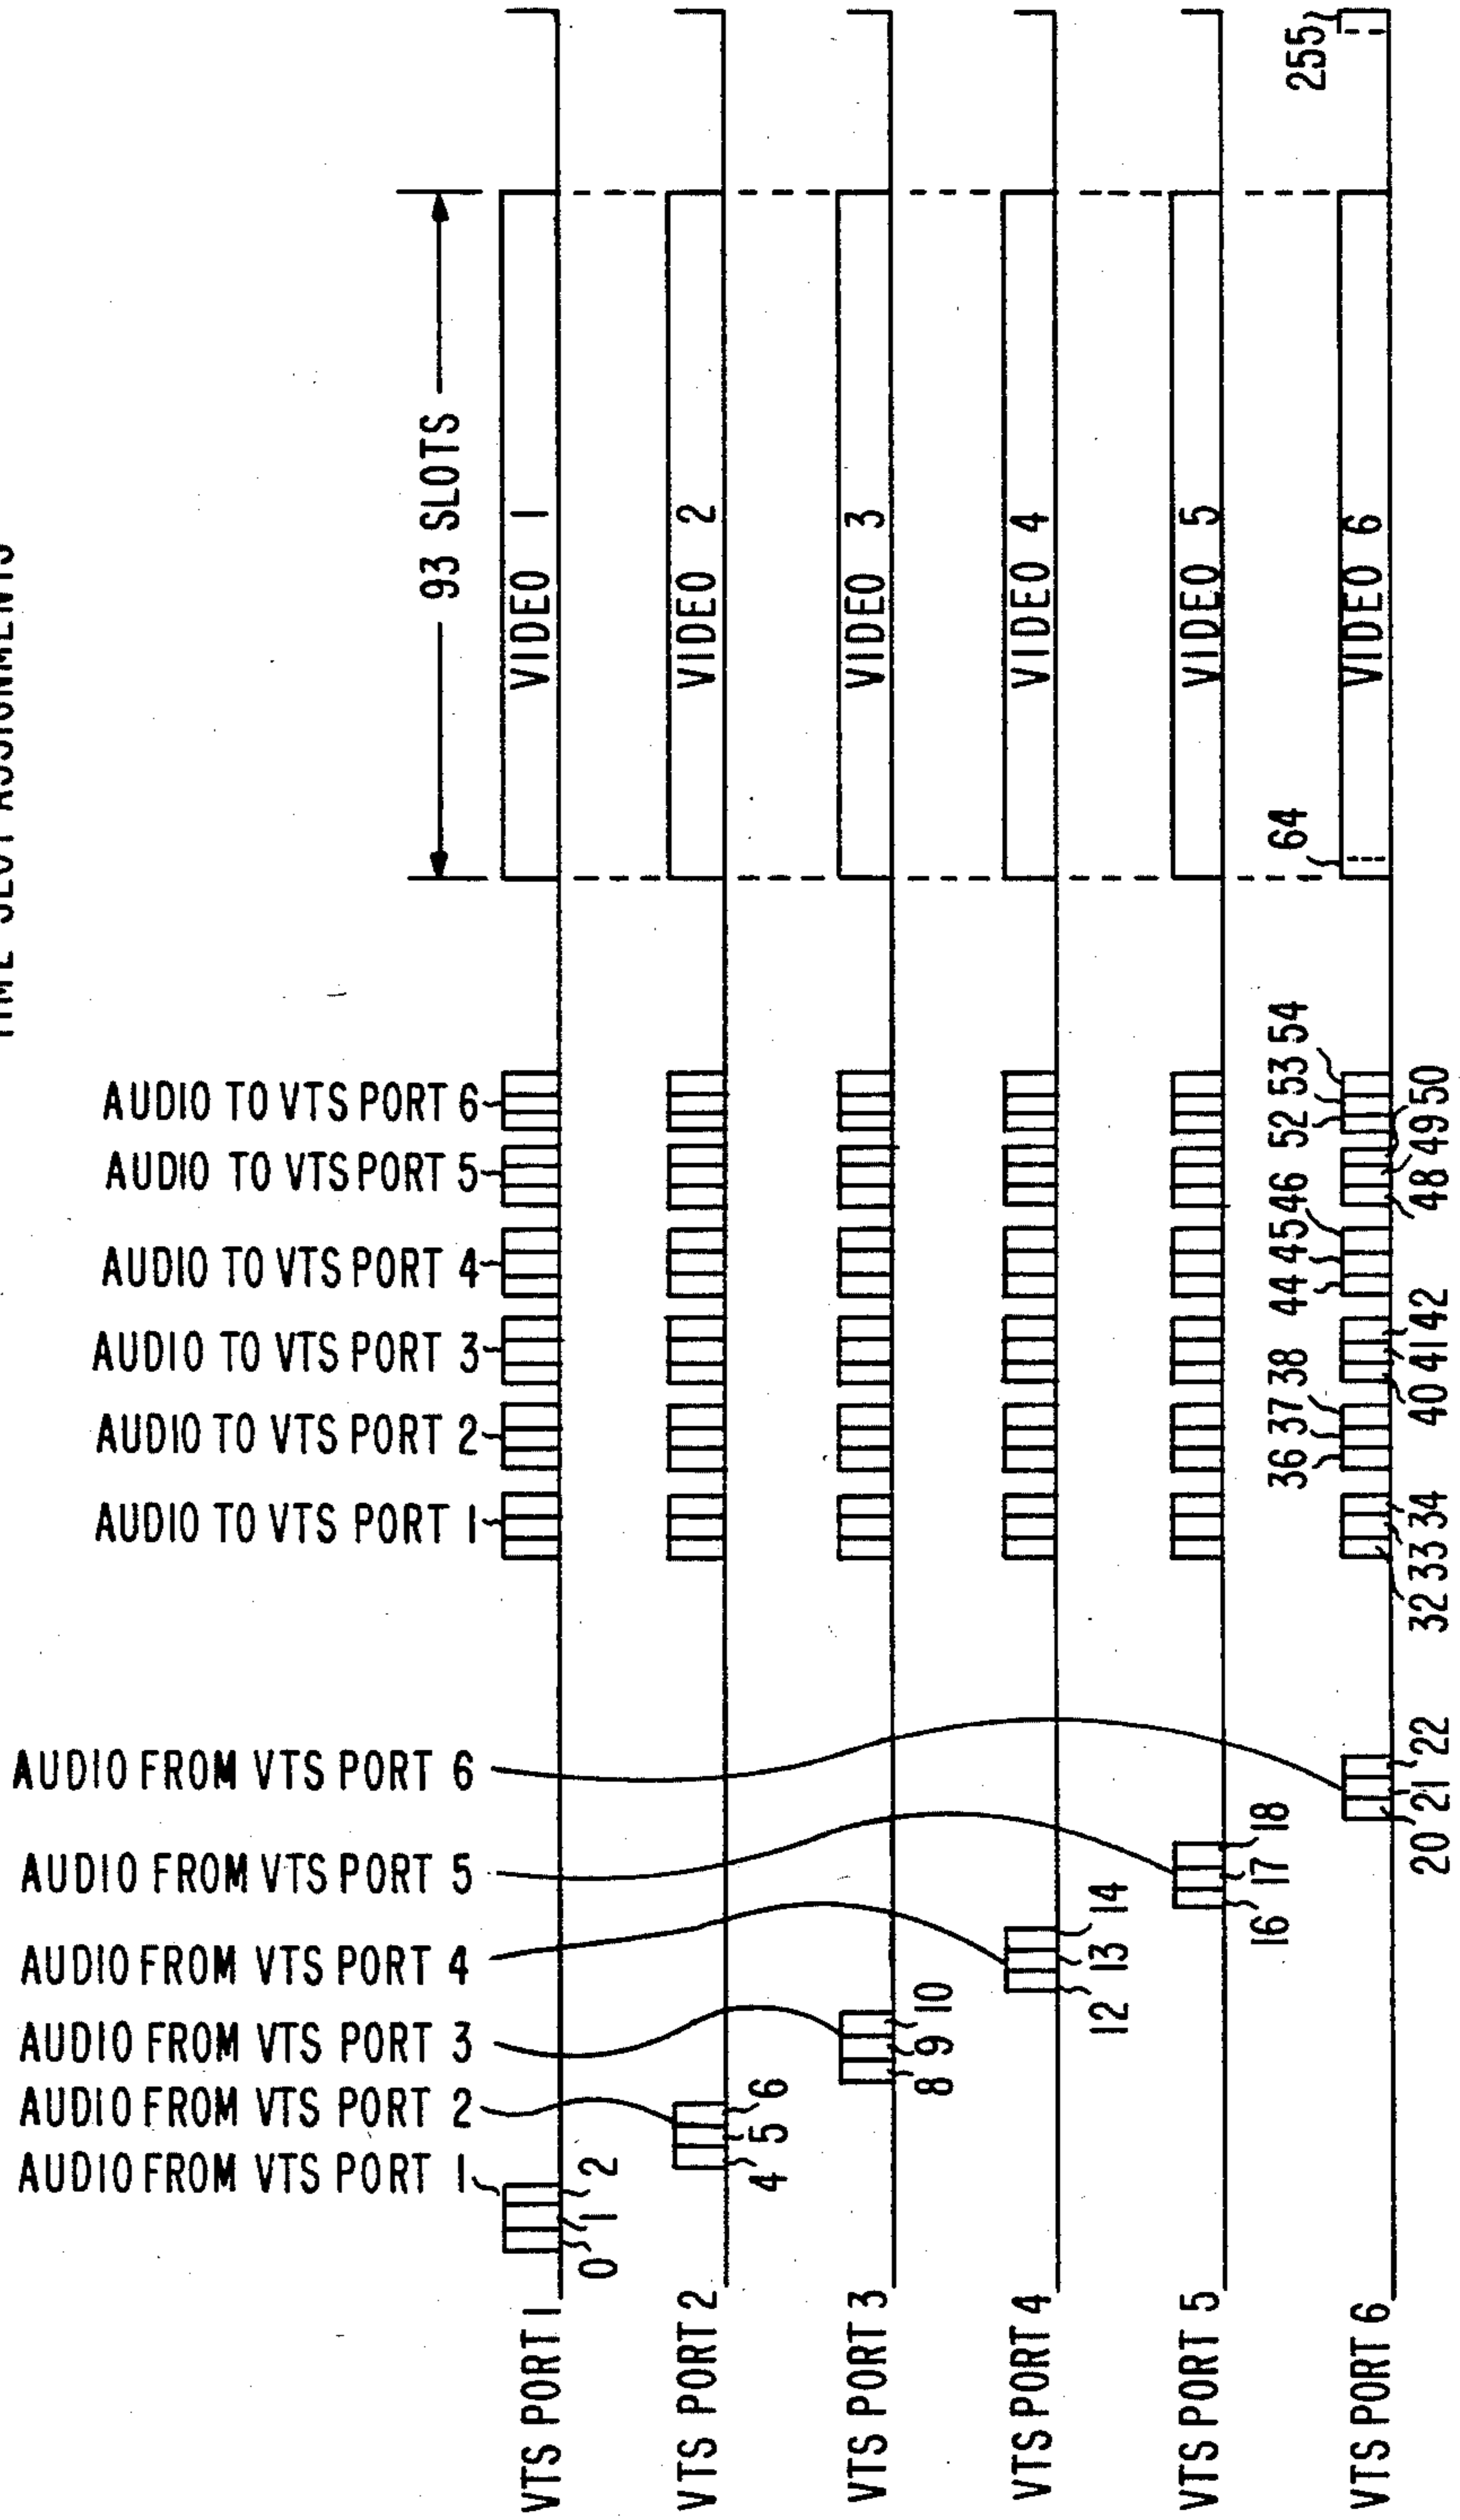 TIME SLOT ASSIGNMENTS
AUDIO FROM VTS PORT 1
AUDIO FROM VTS PORT 2
AUDIO FROM VTS PORT 3
AUDIO FROM VTS PORT 4
AUDIO FROM VTS PORT 5
AUDIO FROM VTS PORT 6
AUDIO TO VTS PORT 1
AUDIO TO VTS PORT 2
AUDIO TO VTS PORT 3
AUDIO TO VTS PORT 4
AUDIO TO VTS PORT 5
AUDIO TO VTS PORT 6
93 SLOTS
VTS PORT 1
VIDEO 1
0 1 2
VTS PORT 2
VIDEO 2
4 5 6
VTS PORT 3
VIDEO 3
8 9 10
VTS PORT 4
VIDEO 4
12 13 14
VTS PORT 5
VIDEO 5
16 17 18
36 37 38
44 45 46
52 53 54
64
255
VTS PORT 6
VIDEO 6
20 21 22
32 33 34
40 41 42
48 49 50